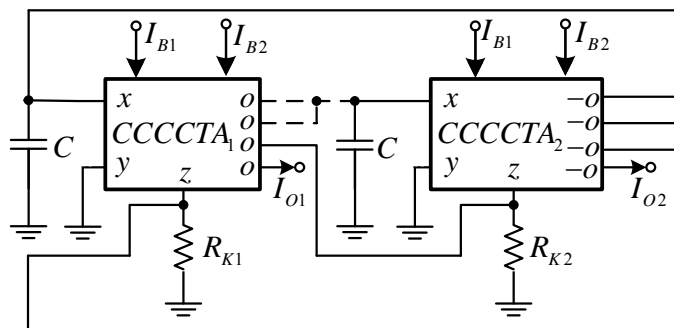 I_{B1} I_{B2} I_{B1} I_{B2}
x o x −o
o −o
CCCCTA_1 CCCCTA_2
C o C −o
y z o y z −o
I_{O1} I_{O2}
R_{K1} R_{K2}